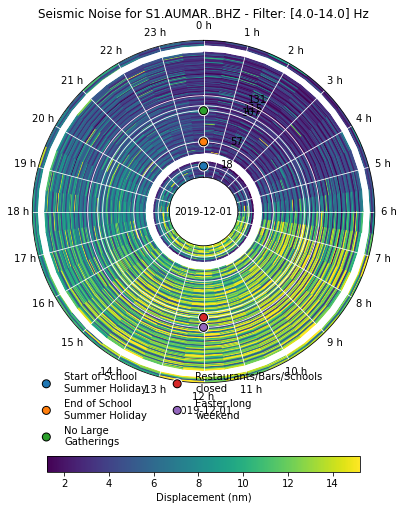 Seismic Noise for S1.AUMAR..BHZ - Filter: [4.0-14.0] Hz
0 h
1 h
2 h
3 h
4 h
5 h
6 h
7 h
8 h
9 h
10 h
11 h
12 h
13 h
14 h
15 h
16 h
17 h
18 h
19 h
20 h
21 h
22 h
23 h
151
57
18
2019-12-01
2019-12-01
Start of School
Summer Holiday
End of School
Summer Holiday
No Large
Gatherings
Restaurants/Bars/Schools
closed
Easter long
weekend
2
4
6
8
10
12
14
Displacement (nm)